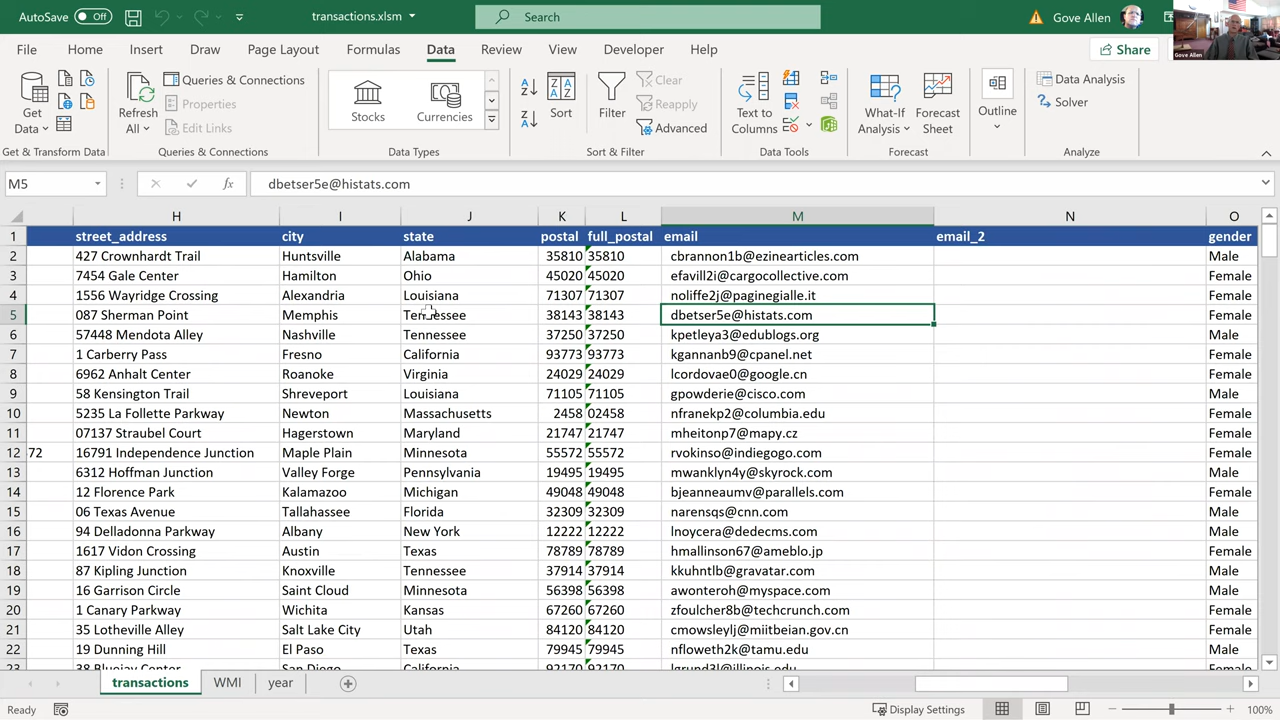 AutoSave Off transactions.xlsm Search Gove Allen
Gove Allen
File Home Insert Draw Page Layout Formulas Data Review View Developer Help Share
Get Data
Queries & Connections
Properties
Edit Links
Refresh All
Stocks Currencies
Sort Filter
Clear
Reapply
Advanced
Text to Columns
What-If Analysis
Forecast Sheet
Outline
Data Analysis
Solver
Get & Transform Data Queries & Connections Data Types Sort & Filter Data Tools Forecast Analyze
M5 fx dbetser5e@histats.com
H I J K L M N O
1 street_address city state postal full_postal email email_2 gender
2 427 Crownhardt Trail Huntsville Alabama 35810 35810 cbrannon1b@ezinearticles.com Male
3 7454 Gale Center Hamilton Ohio 45020 45020 efavill2i@cargocollective.com Female
4 1556 Wayridge Crossing Alexandria Louisiana 71307 71307 noliffe2j@paginegialle.it Female
5 087 Sherman Point Memphis Tennessee 38143 38143 dbetser5e@histats.com Female
6 57448 Mendota Alley Nashville Tennessee 37250 37250 kpetleya3@edublogs.org Female
7 1 Carberry Pass Fresno California 93773 93773 kgannanb9@cpanel.net Female
8 6962 Anhalt Center Roanoke Virginia 24029 24029 lcordovae0@google.cn Female
9 58 Kensington Trail Shreveport Louisiana 71105 71105 gpowderie@cisco.com Male
10 5235 La Follette Parkway Newton Massachusetts 2458 02458 nfranekp2@columbia.edu Female
11 07137 Straubel Court Hagerstown Maryland 21747 21747 mheitonp7@mapy.cz Female
12 72 16791 Independence Junction Maple Plain Minnesota 55572 55572 rvokinso@indiegogo.com Female
13 6312 Hoffman Junction Valley Forge Pennsylvania 19495 19495 mwanklyn4y@skyrock.com Male
14 12 Florence Park Kalamazoo Michigan 49048 49048 bjeanneaumv@parallels.com Female
15 06 Texas Avenue Tallahassee Florida 32309 32309 narensqs@cnn.com Male
16 94 Delladonna Parkway Albany New York 12222 12222 lnoycera@dedecms.com Male
17 1617 Vidon Crossing Austin Texas 78789 78789 hmallinson67@ameblo.jp Female
18 87 Kipling Junction Knoxville Tennessee 37914 37914 kkuhntlb@gravatar.com Male
19 16 Garrison Circle Saint Cloud Minnesota 56398 56398 awonteroh@myspace.com Male
20 1 Canary Parkway Wichita Kansas 67260 67260 zfoulcher8b@techcrunch.com Female
21 35 Lotheville Alley Salt Lake City Utah 84120 84120 cmowsleylj@miitbeian.gov.cn Female
22 19 Dunning Hill El Paso Texas 79945 79945 nfloweth2k@tamu.edu Male
23 38 Bluejay Center San Diego California 92170 92170 lgrund3l@illinois.edu Female
transactions WMI year
Ready Display Settings 100%